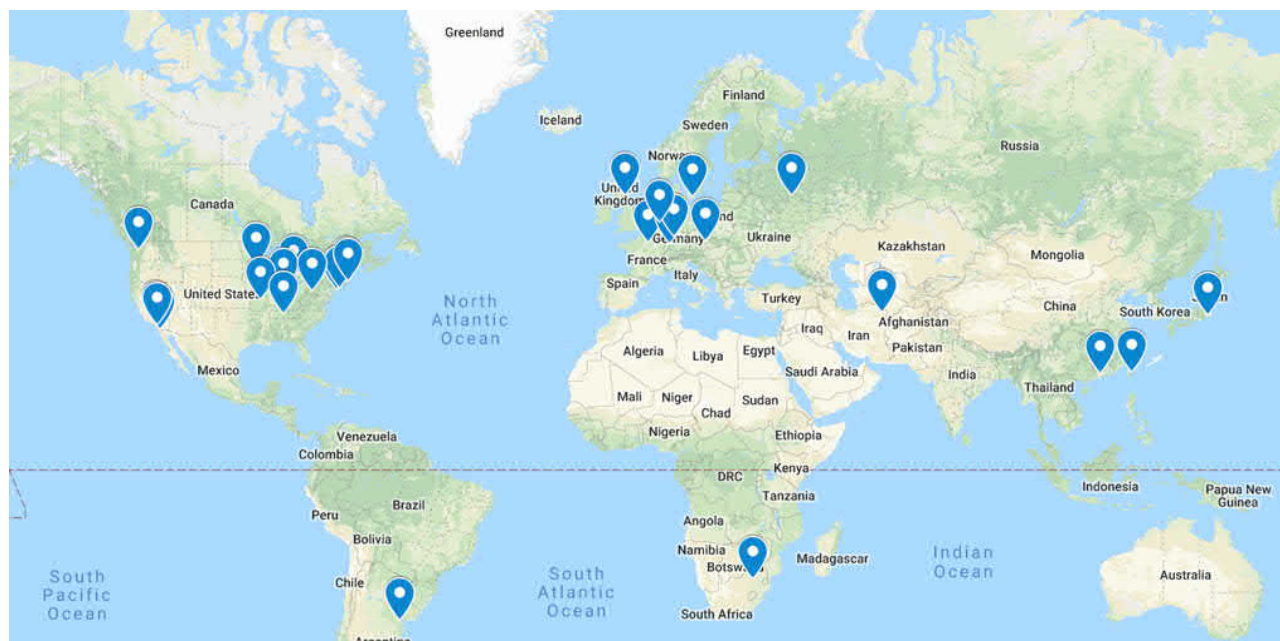 Greenland
Iceland
Finland
Sweden
Norway
Russia
Canada
United
Kingdom
Germany
Ukraine
Kazakhstan
Mongolia
France
Spain
Italy
Turkey
United States
North
Atlantic
Ocean
China
South Korea
Afghanistan
Iraq
Iran
Pakistan
Algeria
Libya
Egypt
Saudi Arabia
India
Thailand
Mexico
Mali
Niger
Chad
Sudan
Nigeria
Ethiopia
Venezuela
Colombia
DRC
Kenya
Tanzania
Indonesia
Papua New
Guinea
Peru
Brazil
Bolivia
Angola
Namibia
Madagascar
Indian
Ocean
Chile
South
Pacific
Ocean
South
Atlantic
Ocean
South Africa
Australia